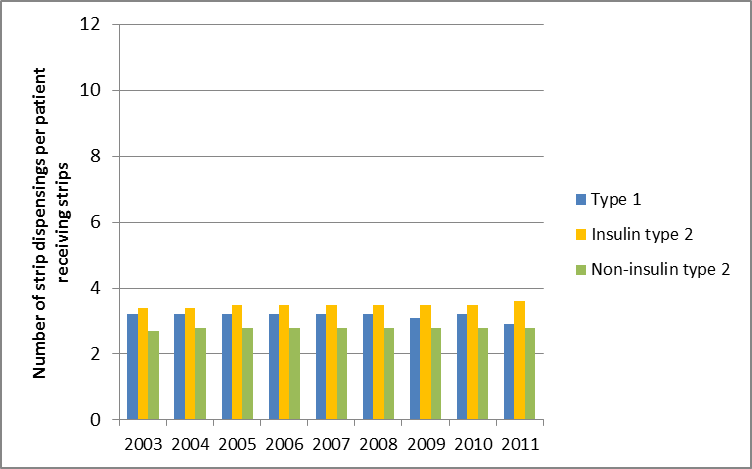 Number of strip dispensings per patient
receiving strips
12
10
8
6
4
2
0
2003 2004 2005 2006 2007 2008 2009 2010 2011
Type 1
Insulin type 2
Non-insulin type 2